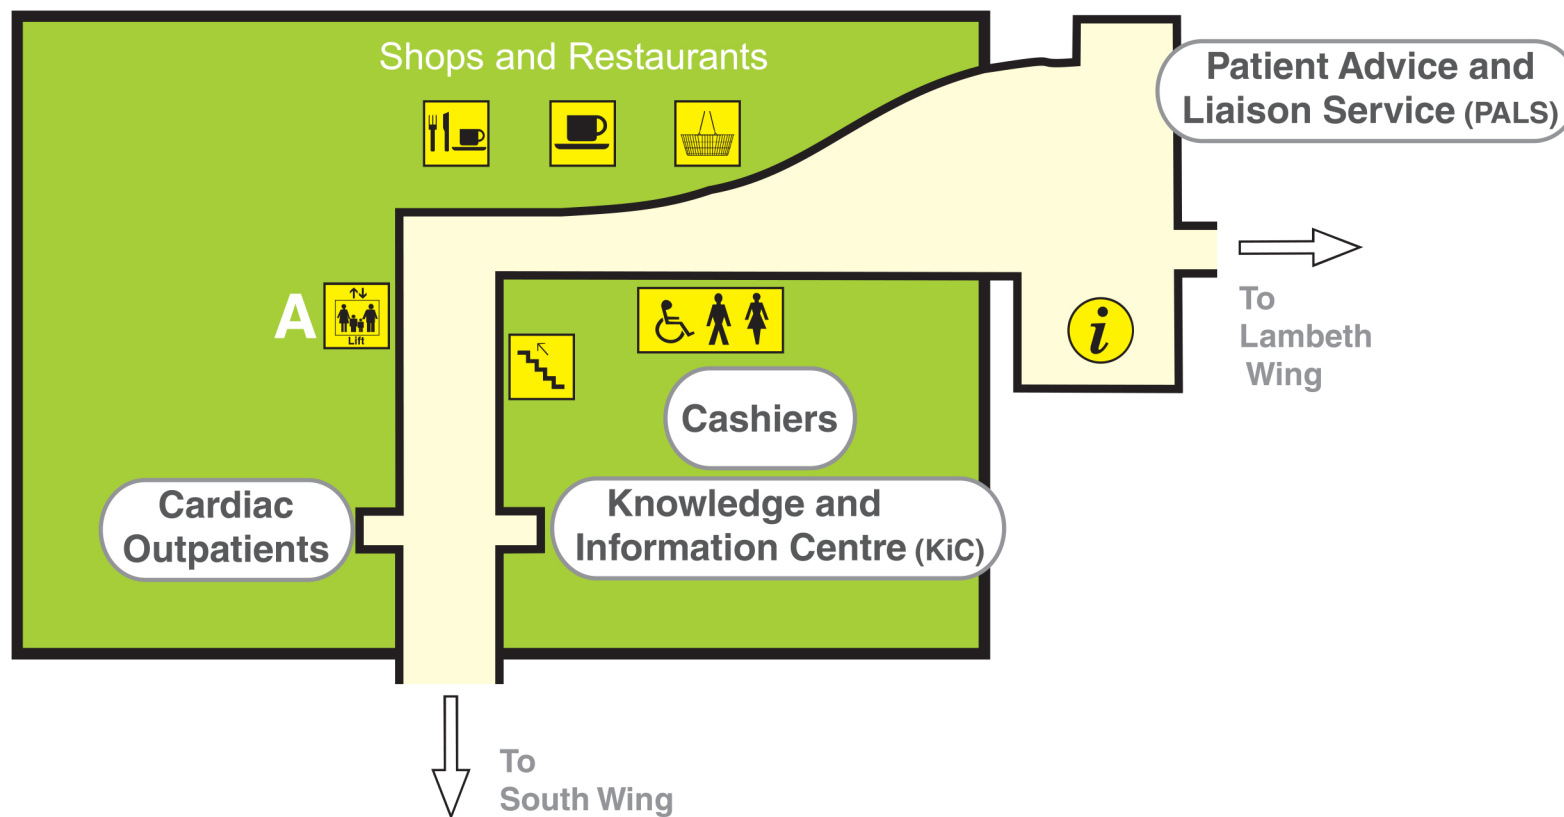 Shops and Restaurants
Patient Advice and
Liaison Service (PALS)
A
Lift
To
Lambeth
Wing
Cashiers
Cardiac
Outpatients
Knowledge and
Information Centre (KiC)
To
South Wing